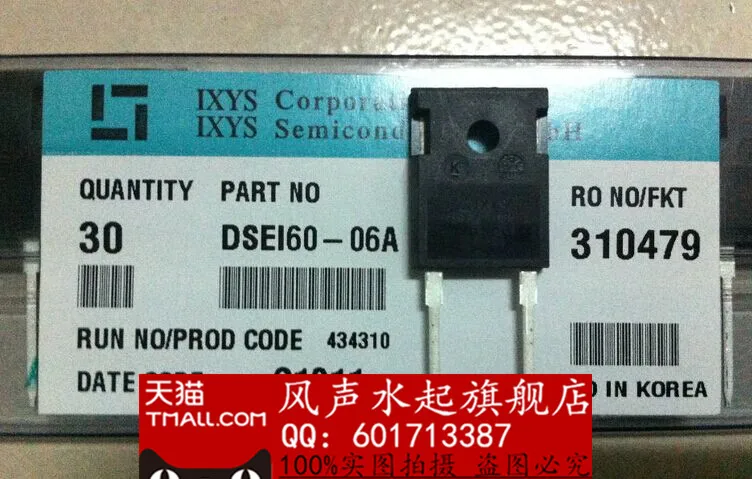 IXYS Corporat
IXYS Semicond bH
QUANTITY PART NO RO NO/FKT
30 DSEI60-06A 310479
K
RUN NO/PROD CODE 434310
DATE
IN KOREA
天猫 风声水起旗舰店
TMALL.COM QQ: 601713387
100%实图拍摄 盗图必究